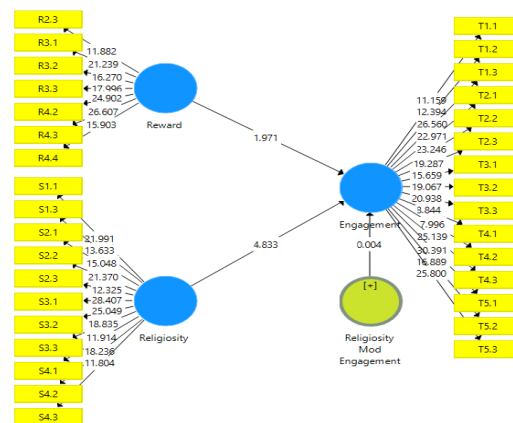 R2.3
R3.1
R3.2
R3.3
R4.2
R4.3
R4.4
11.882
21.239
16.270
17.996
24.902
26.607
15.903
Reward
1.971
S1.1
S1.3
S2.1
S2.2
S2.3
S3.1
S3.2
S3.3
S4.1
S4.2
S4.3
21.991
13.633
15.048
21.370
12.325
28.407
25.049
18.835
11.914
18.236
11.804
Religiosity
4.833
Engagement
0.004
[+]
Religiosity
Mod
Engagement
11.159
12.394
26.560
22.971
23.246
19.287
15.659
19.067
20.938
3.844
7.996
25.139
30.391
16.889
25.800
T1.1
T1.2
T1.3
T2.1
T2.2
T2.3
T3.1
T3.2
T3.3
T4.1
T4.2
T4.3
T5.1
T5.2
T5.3